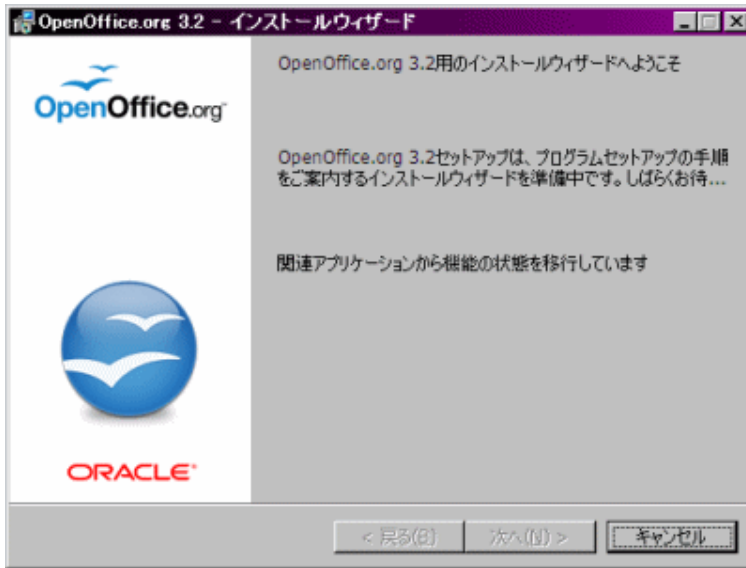 OpenOffice.org 3.2 - インストールウィザード
OpenOffice.org
OpenOffice.org 3.2用のインストールウィザードへようこそ
OpenOffice.org 3.2セットアップは、プログラムセットアップの手順
をご案内するインストールウィザードを準備中です。しばらくお待...
関連アプリケーションから機能の状態を移行しています
ORACLE
< 戻る(B)
次へ(N) >
キャンセル